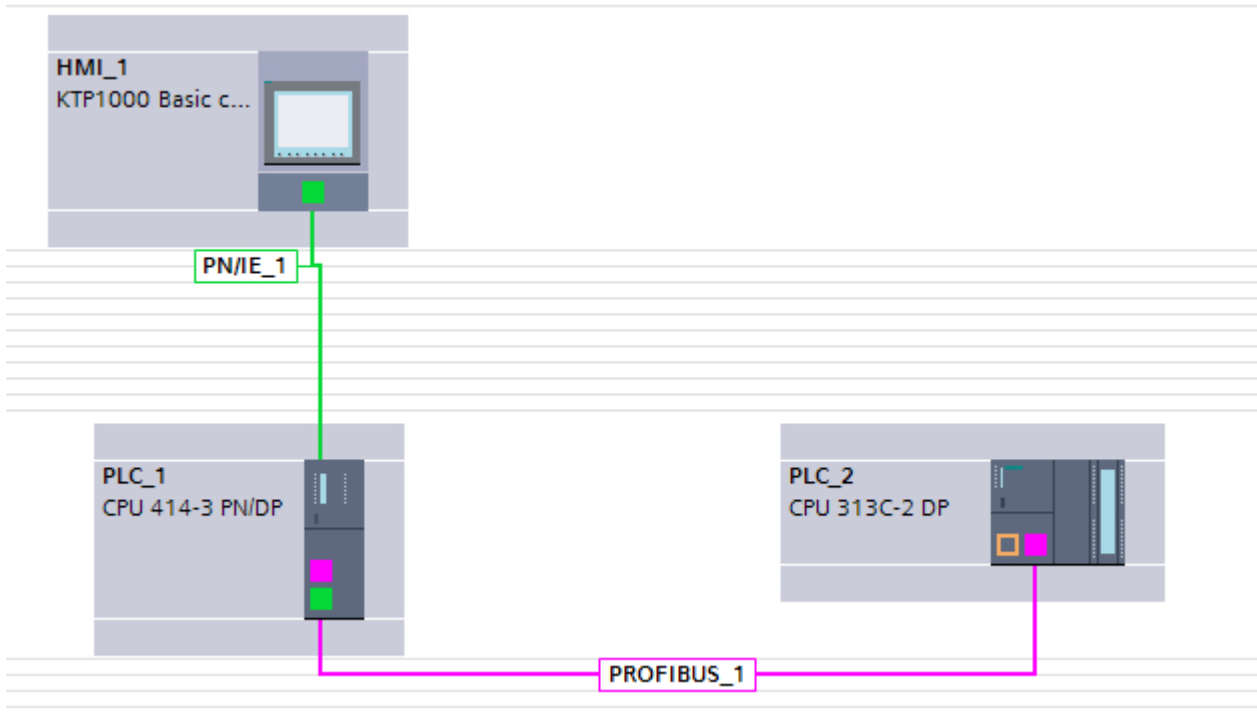 HMI_1
KTP1000 Basic c...
PN/IE_1
PLC_1
CPU 414-3 PN/DP
PLC_2
CPU 313C-2 DP
PROFIBUS_1